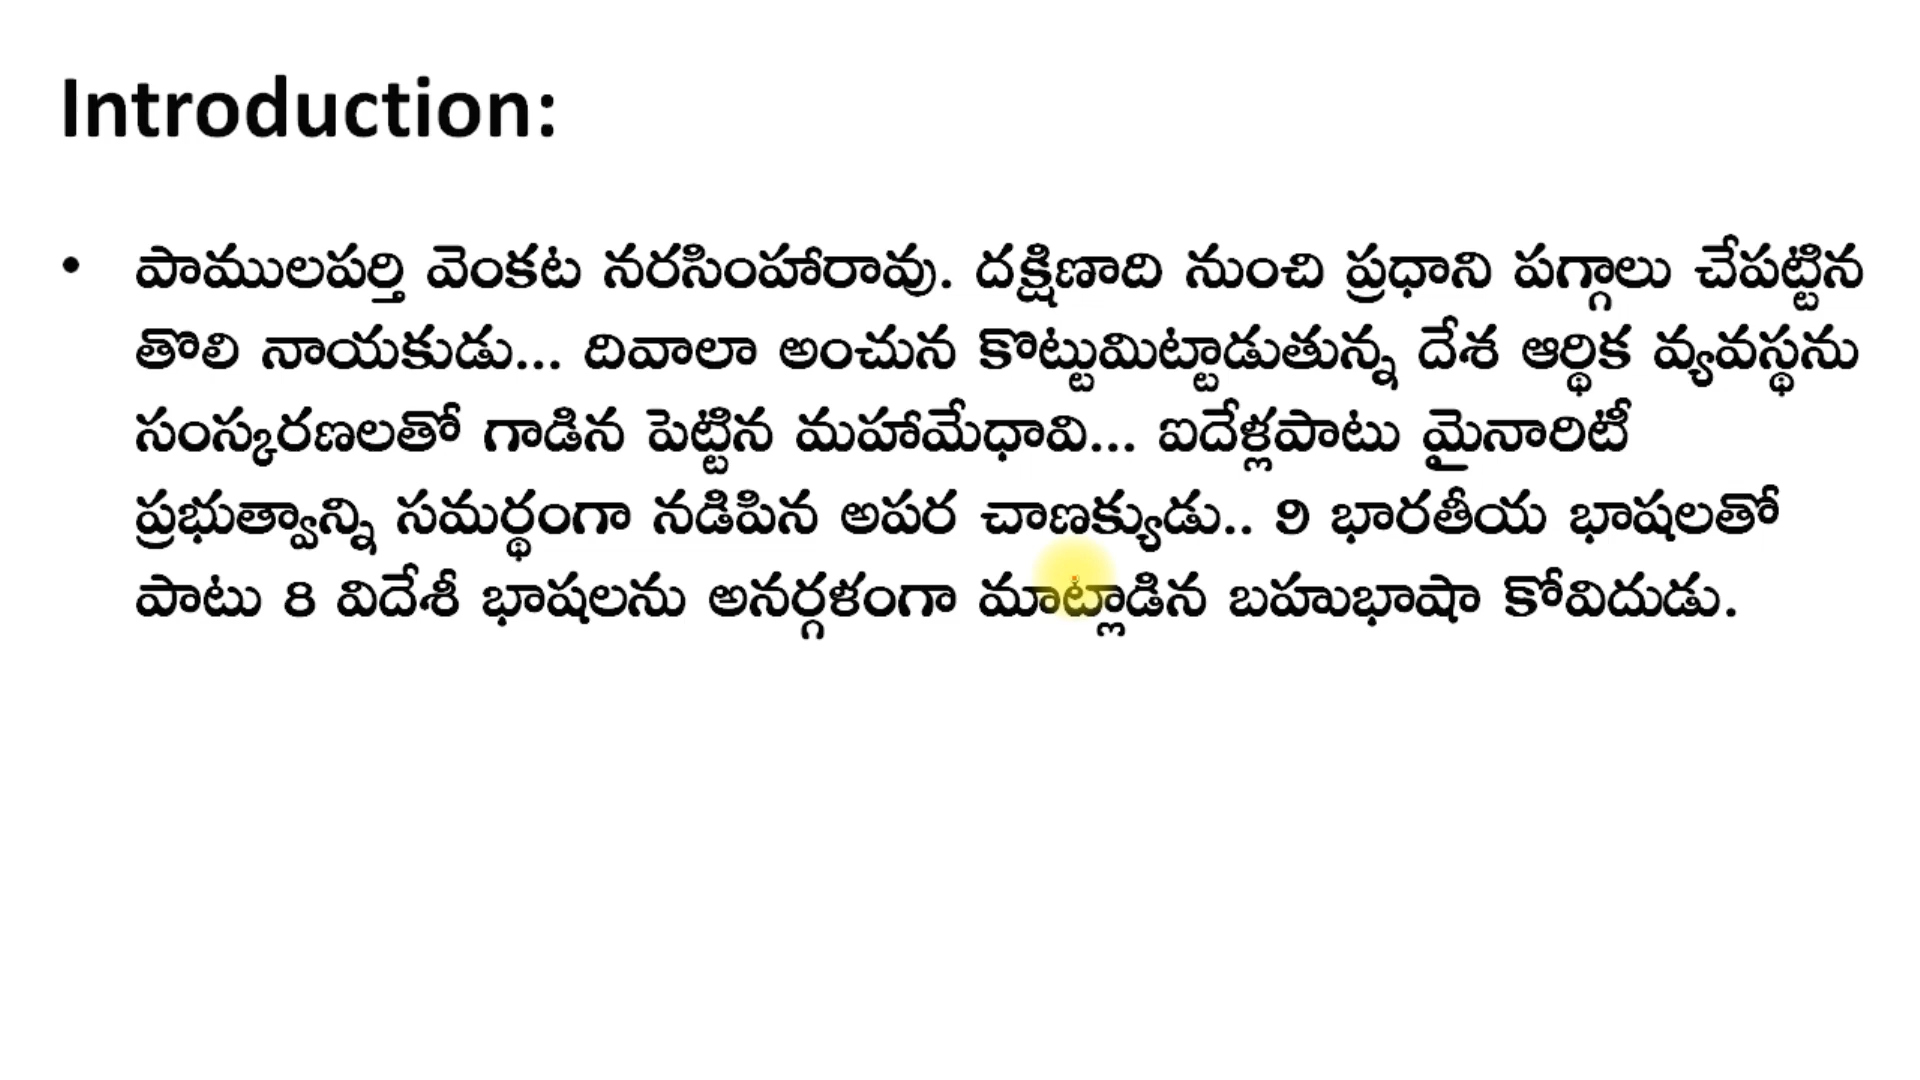 Introduction:
• పాములపర్తి వెంకట నరసింహారావు. దక్షిణాది నుంచి ప్రధాని పగ్గాలు చేపట్టిన
తొలి నాయకుడు... దివాలా అంచున కొట్టుమిట్టాడుతున్న దేశ ఆర్థిక వ్యవస్థను
సంస్కరణలతో గాడిన పెట్టిన మహామేధావి... ఐదేళ్లపాటు మైనారిటీ
ప్రభుత్వాన్ని సమర్థంగా నడిపిన అపర చాణక్యుడు.. 9 భారతీయ భాషలతో
పాటు 8 విదేశీ భాషలను అనర్గళంగా మాట్లాడిన బహుభాషా కోవిదుడు.